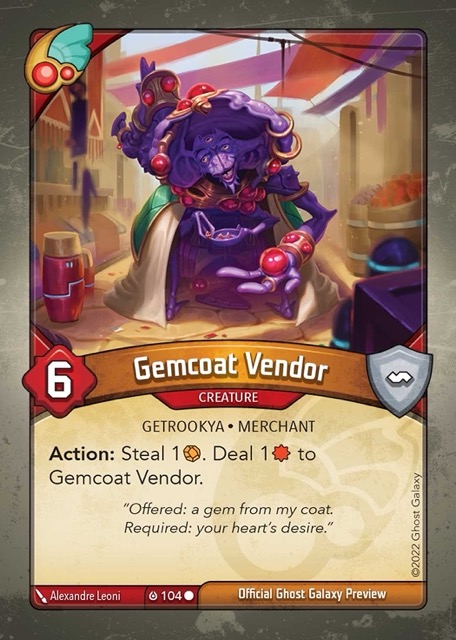 6
Gemcoat Vendor
CREATURE
GETROOKYA • MERCHANT
Action: Steal 1. Deal 1 to
Gemcoat Vendor.
"Offered: a gem from my coat.
Required: your heart's desire."
©2022 Ghost Galaxy
Alexandre Leoni
104
Official Ghost Galaxy Preview